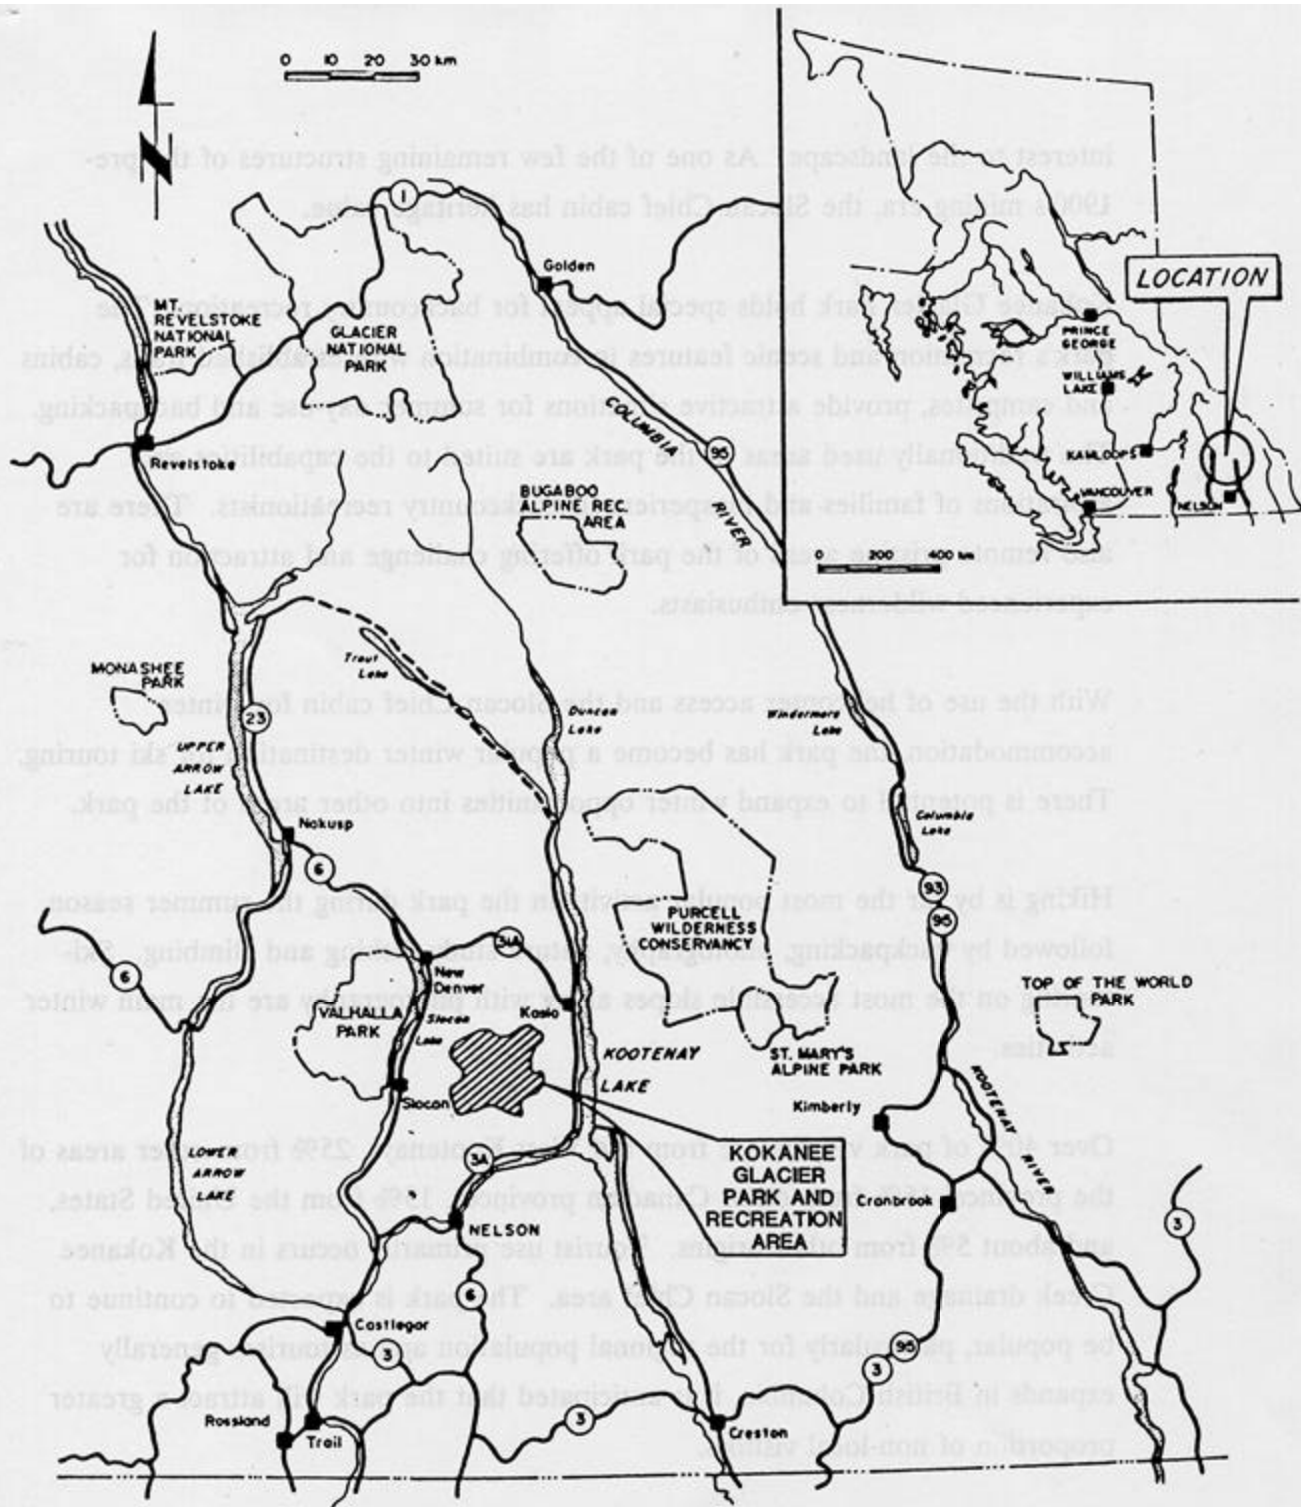 0 10 20 30 km
N
1
Golden
MT.
REVELSTOKE
NATIONAL
PARK
GLACIER
NATIONAL
PARK
COLUMBIA
95
RIVER
Revelstoke
BUGABOO
ALPINE REC.
AREA
LOCATION
PRINCE
GEORGE
WILLIAMS
LAKE
KAMLOOPS
VANCOUVER
NELSON
0 200 400 km
MONASHEE
PARK
Trout
Lake
23
UPPER
ARROW
LAKE
Duncan
Lake
Windermere
Lake
Columbia
Lake
Nakusp
6
93
95
PURCELL
WILDERNESS
CONSERVANCY
31A
6
New
Denver
VALHALLA
PARK
Slocan
Lake
Kaslo
KOOTENAY
LAKE
ST. MARY'S
ALPINE PARK
TOP OF THE WORLD
PARK
Slocan
Kimberly
KOOTENAY
RIVER
LOWER
ARROW
LAKE
3A
KOKANEE
GLACIER
PARK AND
RECREATION
AREA
Cranbrook
3
NELSON
6
Castlegar
3
95
3
Rossland
Trail
3
Creston